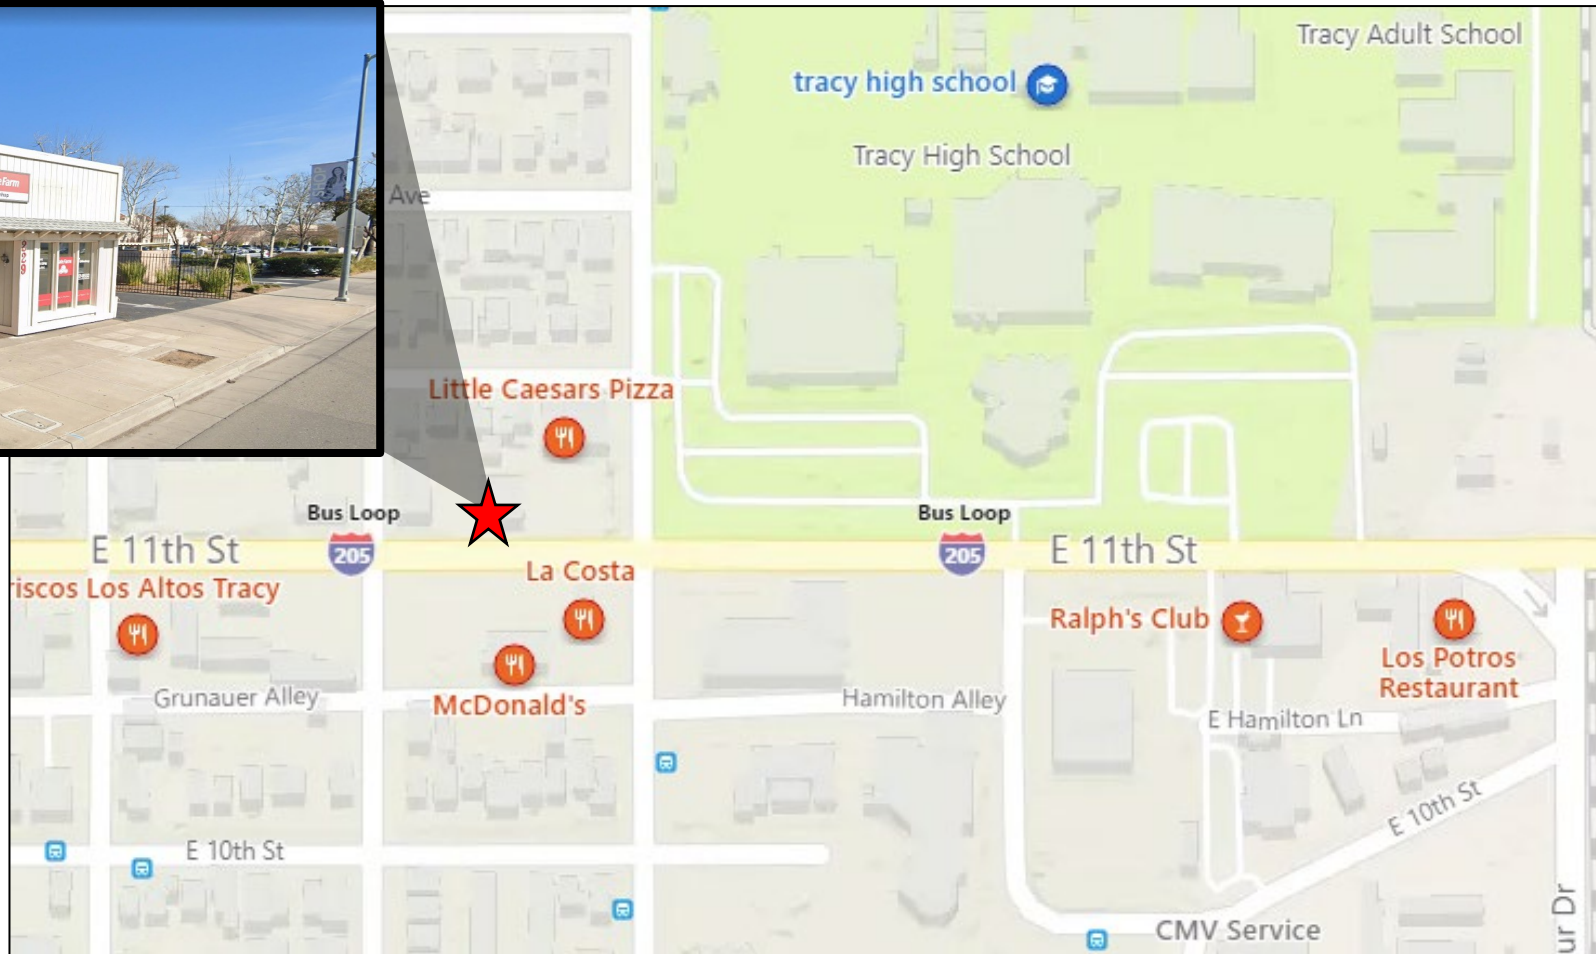 Tracy Adult School
tracy high school
Tracy High School
Farm
Ave
Little Caesars Pizza
Bus Loop
205
Bus Loop
205
E 11th St
E 11th St
riscos Los Altos Tracy
La Costa
McDonald's
Ralph's Club
Los Potros
Restaurant
Grunauer Alley
Hamilton Alley
E Hamilton Ln
E 10th St
E 10th St
CMV Service
ur Dr